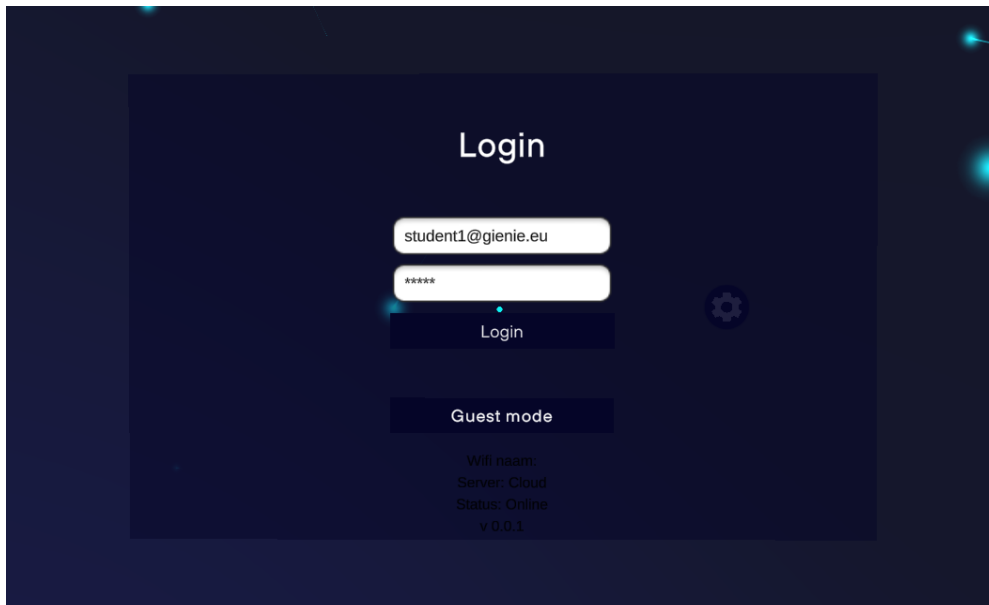 Login
student1@gienie.eu
*****
Login
Guest mode
Wifi naam:
Server: Cloud
Status: Online
v 0.0.1